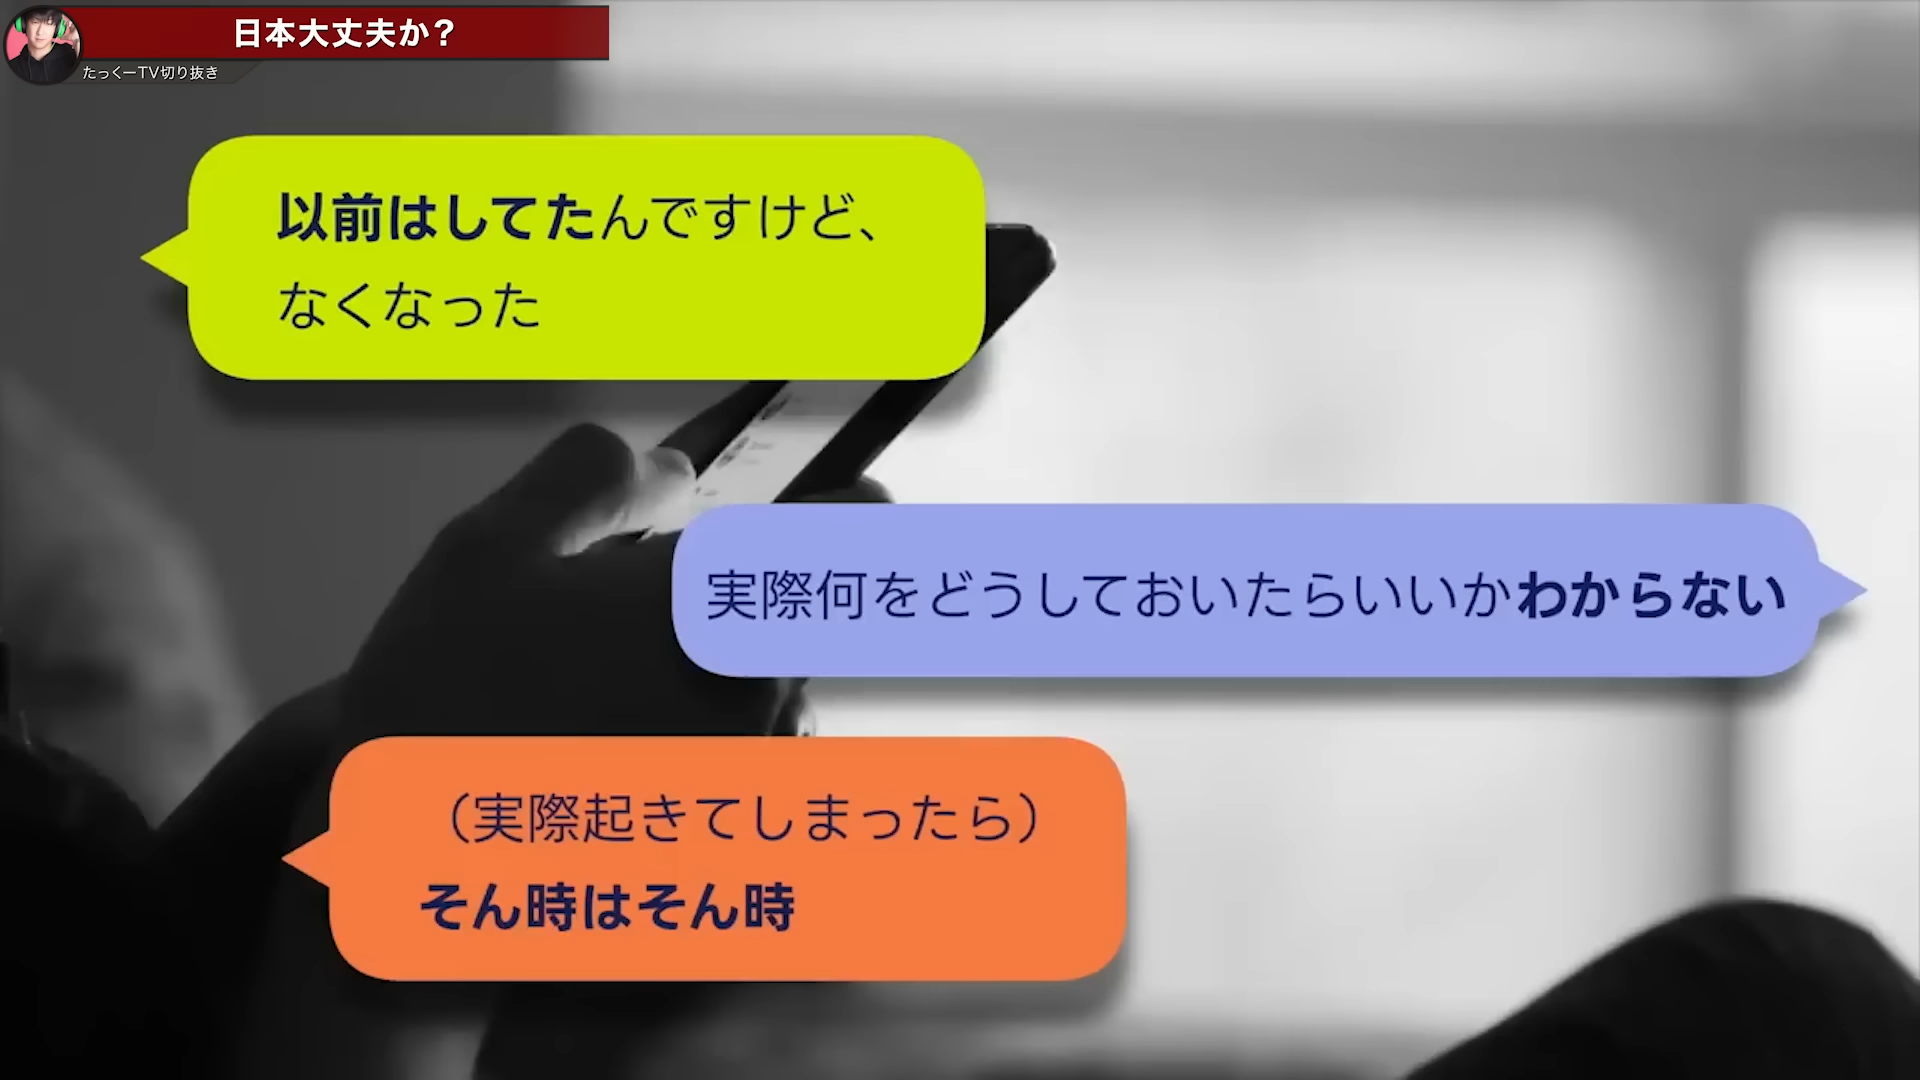 日本大丈夫か？
たっくーTV切り抜き
以前はしてたんですけど、
なくなった
実際何をどうしておいたらいいかわからない
（実際起きてしまったら）
そん時はそん時